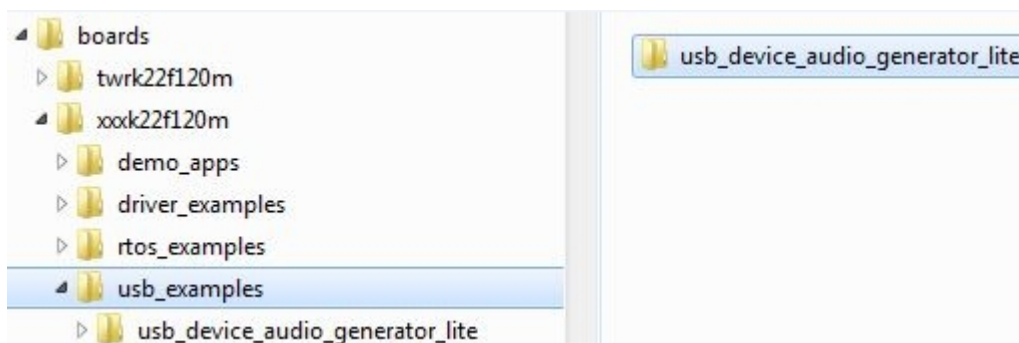 boards
twrk22f120m
xxxk22f120m
demo_apps
driver_examples
rtos_examples
usb_examples
usb_device_audio_generator_lite
usb_device_audio_generator_lite